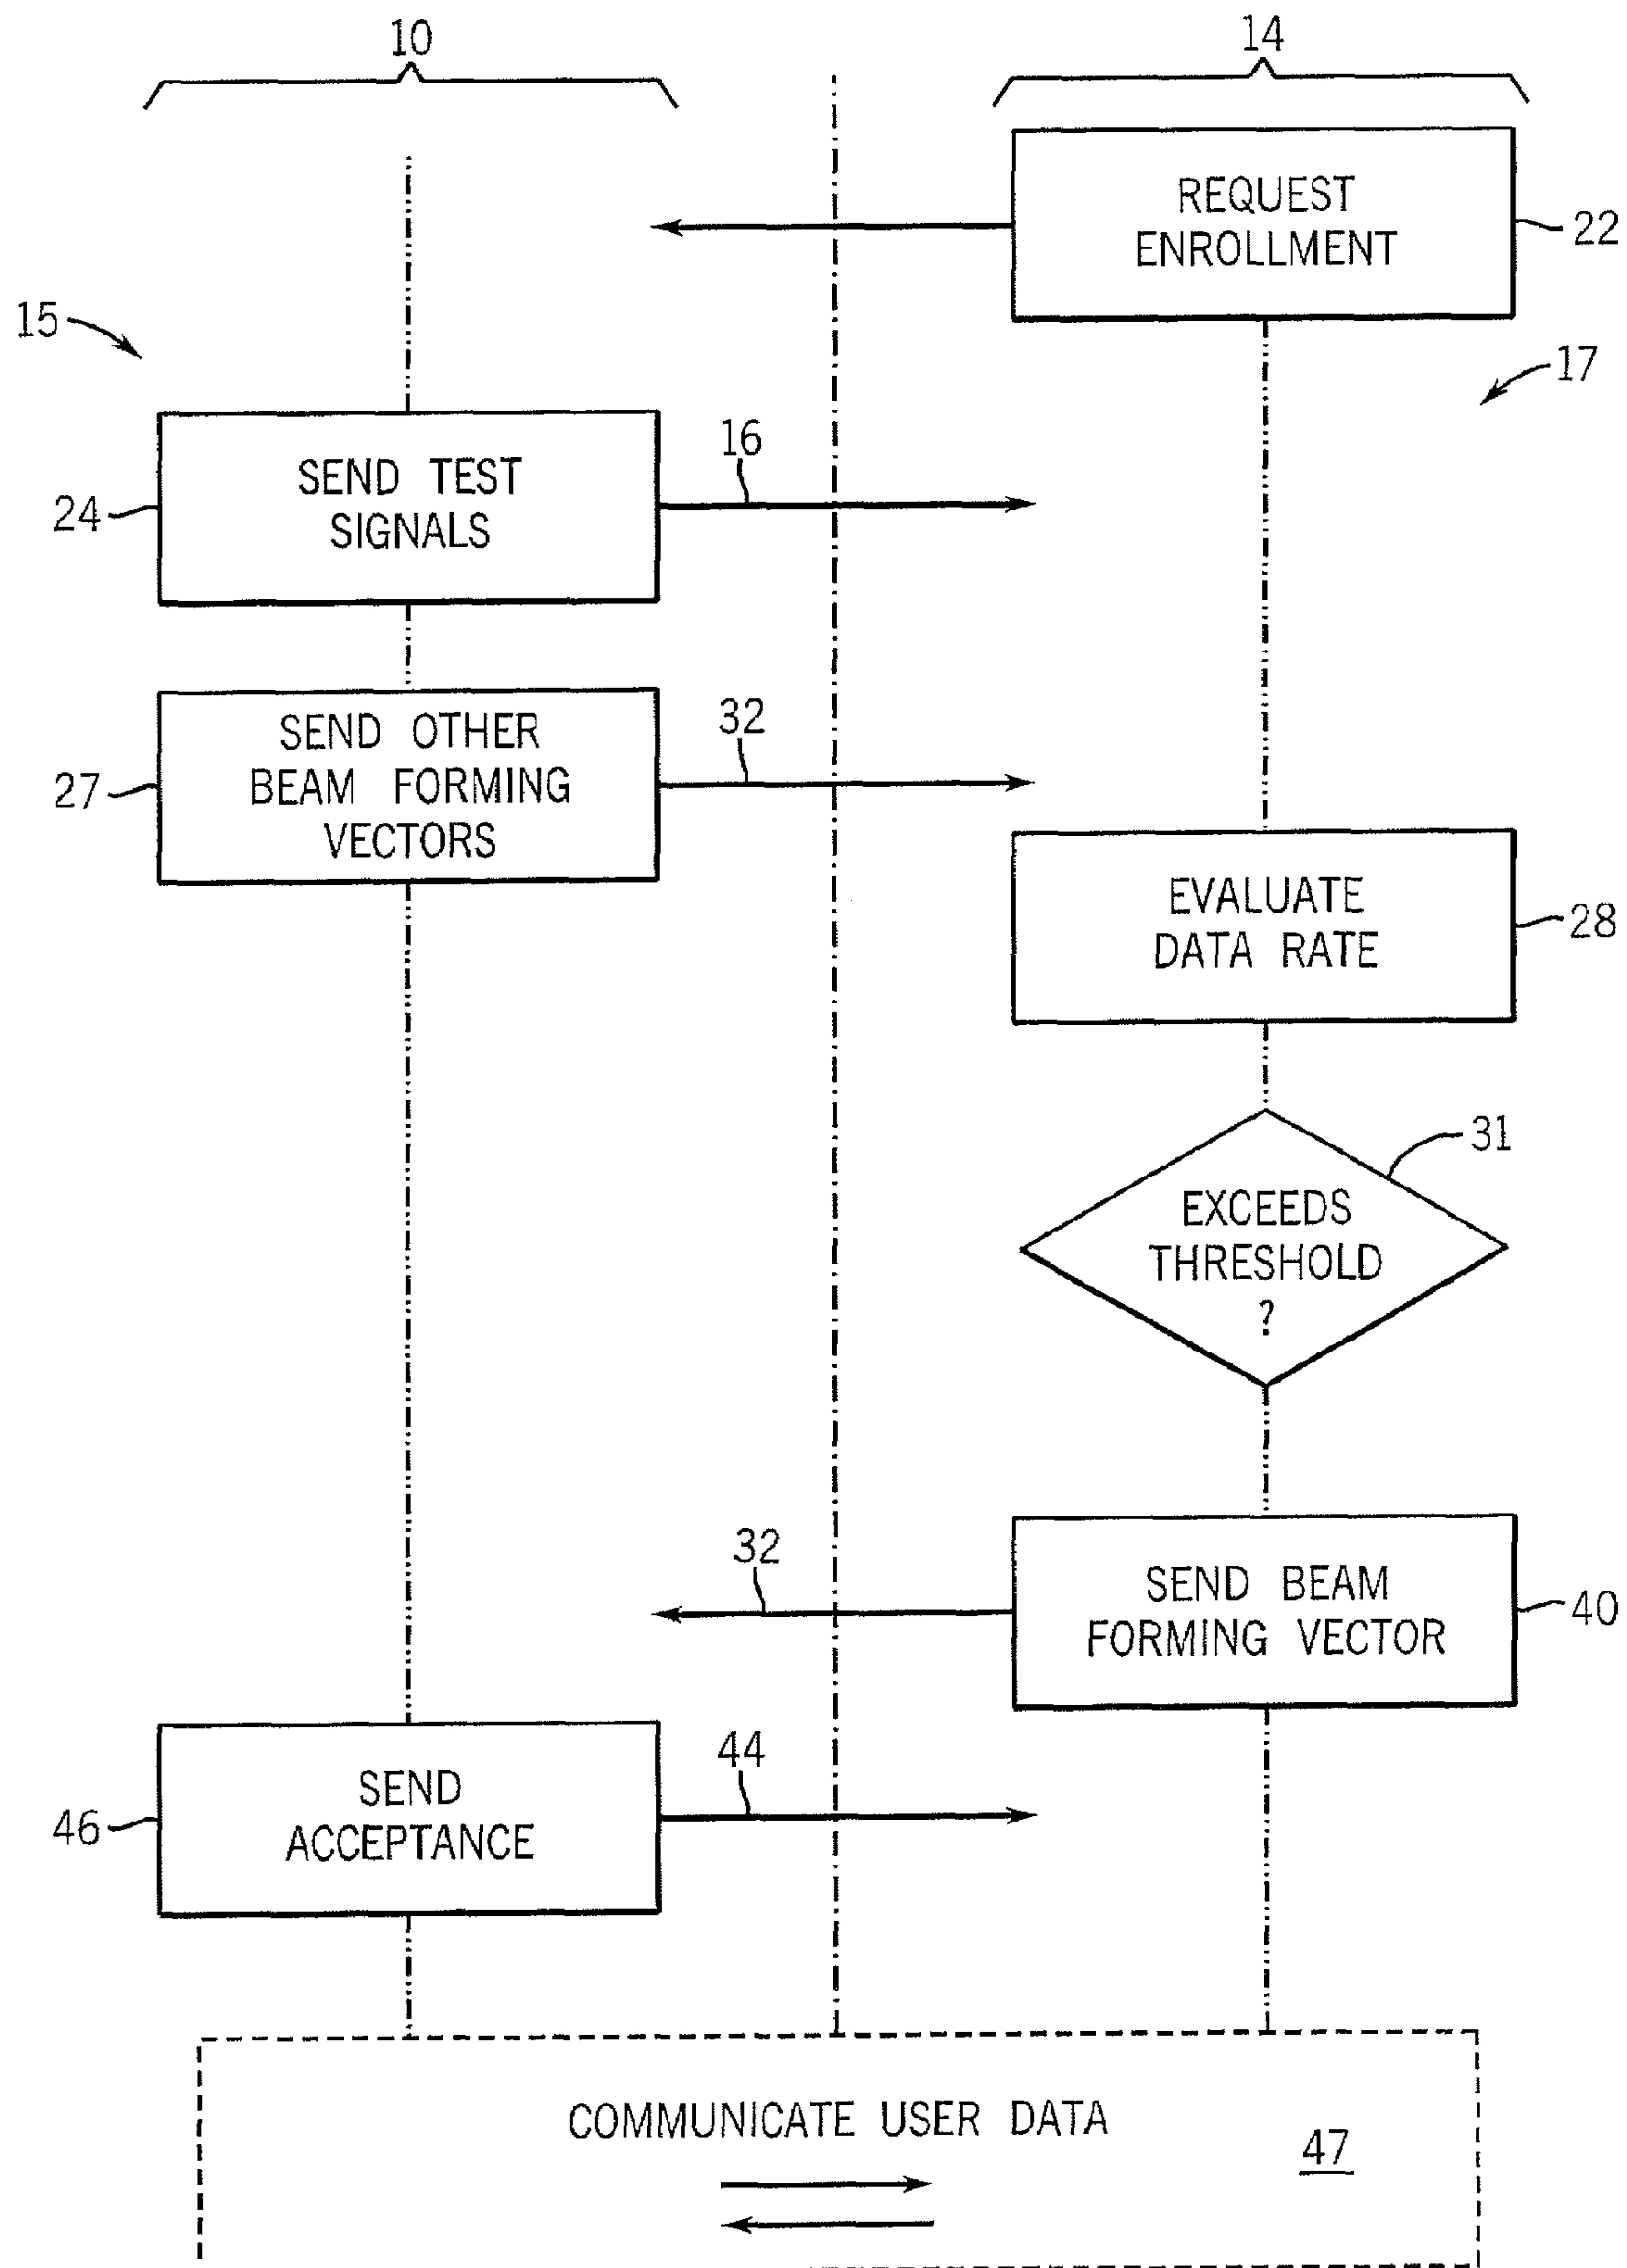 10
14
REQUEST
ENROLLMENT
22
15
17
SEND TEST
SIGNALS
24
16
SEND OTHER
BEAM FORMING
VECTORS
27
32
EVALUATE
DATA RATE
28
31
EXCEEDS
THRESHOLD
?
32
SEND BEAM
FORMING VECTOR
40
SEND
ACCEPTANCE
46
44
COMMUNICATE USER DATA
47